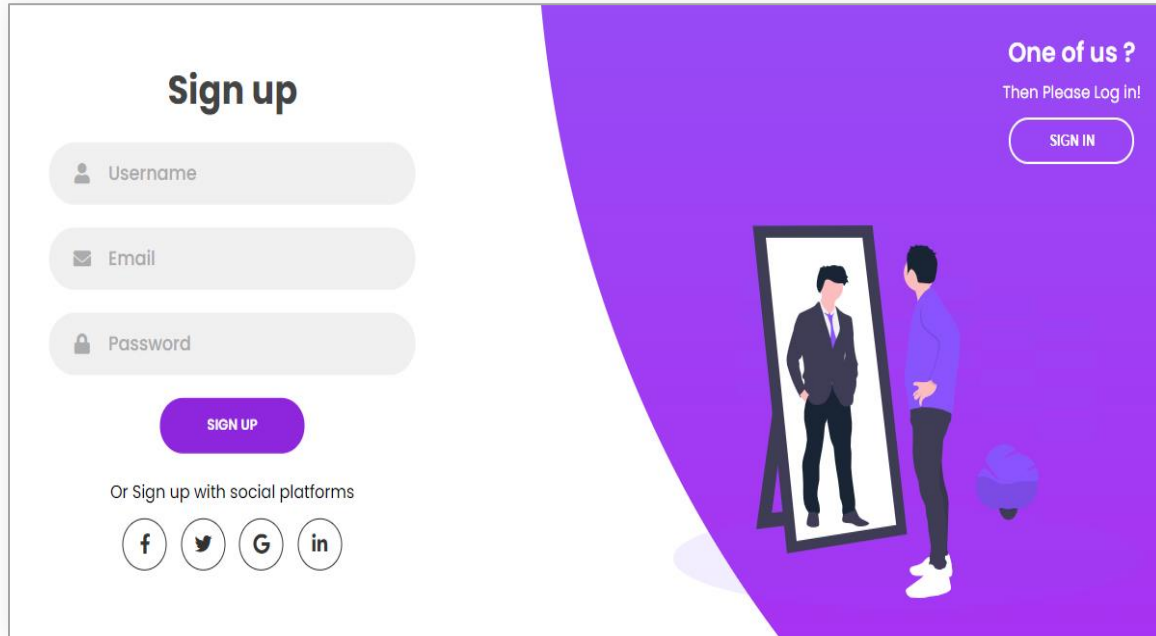 Sign up
Username
Email
Password
SIGN UP
Or Sign up with social platforms
f
G
in
One of us ?
Then Please Log in!
SIGN IN